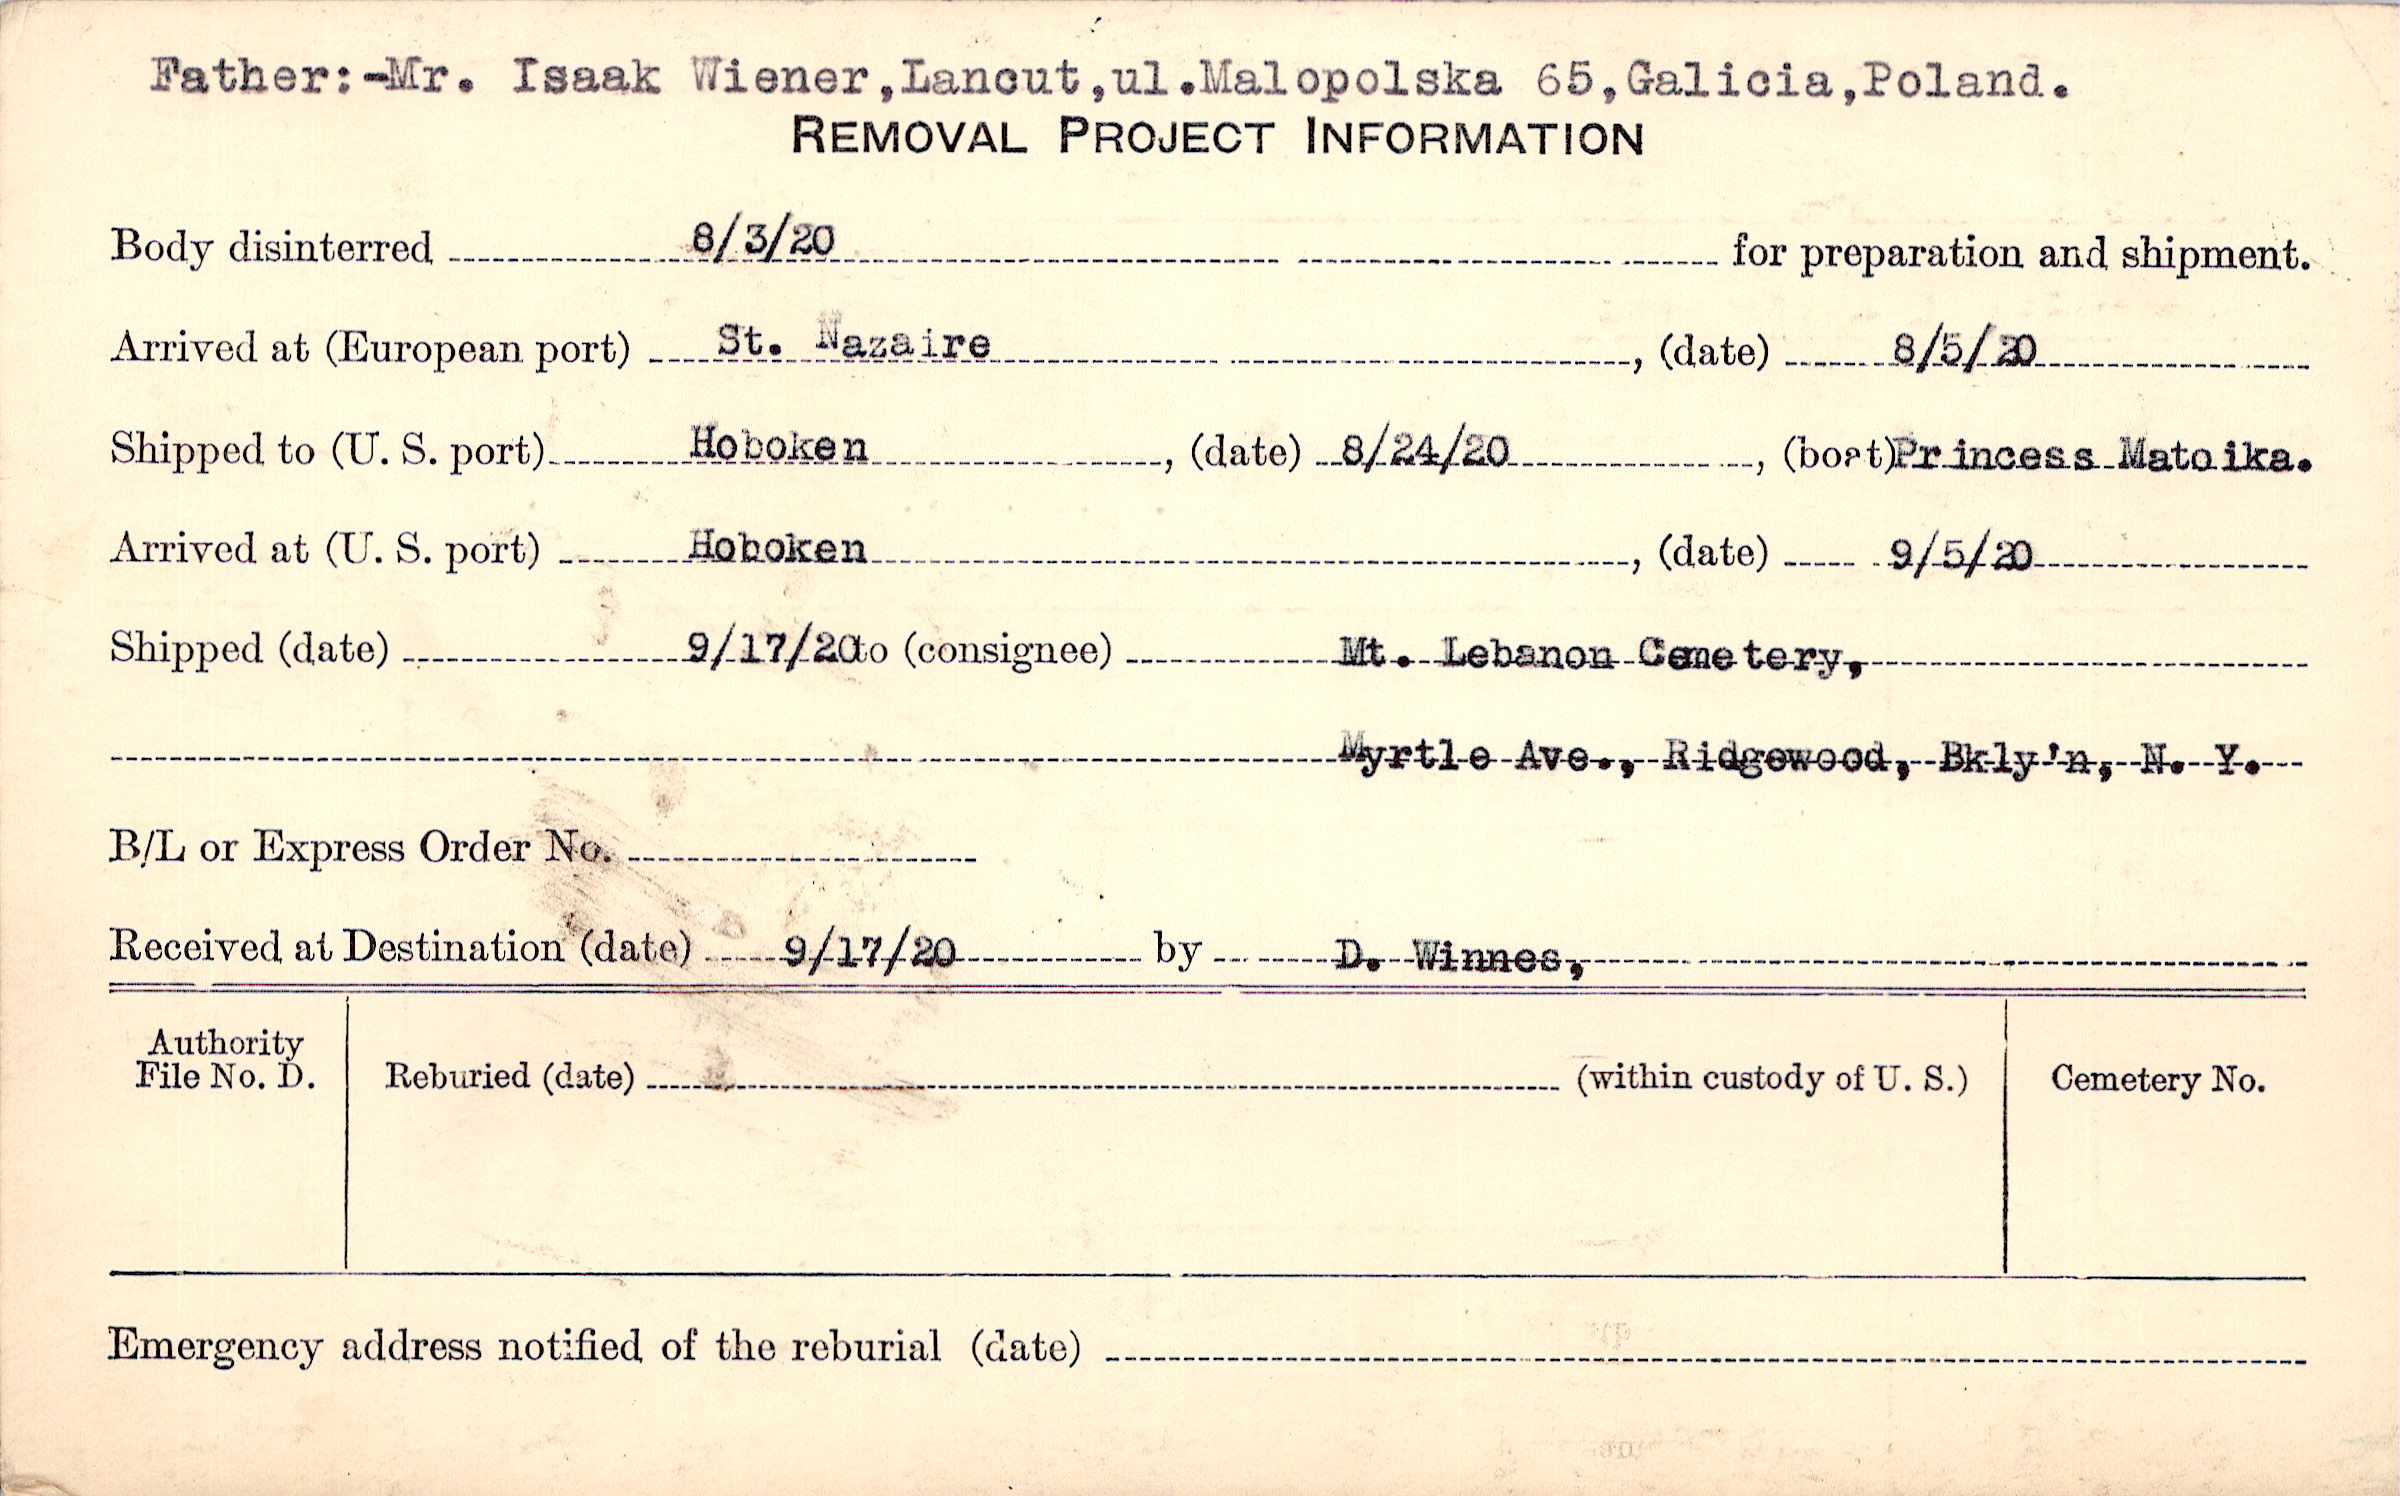 Father:-Mr. Isaak Wiener,Lancut,ul.Malopolska 65,Galicia,Poland.
REMOVAL PROJECT INFORMATION
Body disinterred 8/3/20 for preparation and shipment.
Arrived at (European port) St. Nazaire, (date) 8/5/20
Shipped to (U. S. port) Hoboken, (date) 8/24/20, (boat) Princess Matoika.
Arrived at (U. S. port) Hoboken, (date) 9/5/20
Shipped (date) 9/17/20 to (consignee) Mt. Lebanon Cemetery,
Myrtle Ave., Ridgewood, Bkly'n, N. Y.
B/L or Express Order No.
Received at Destination (date) 9/17/20 by D. Winnes,
Authority
File No. D.
Reburied (date) (within custody of U. S.)
Cemetery No.
Emergency address notified of the reburial (date)